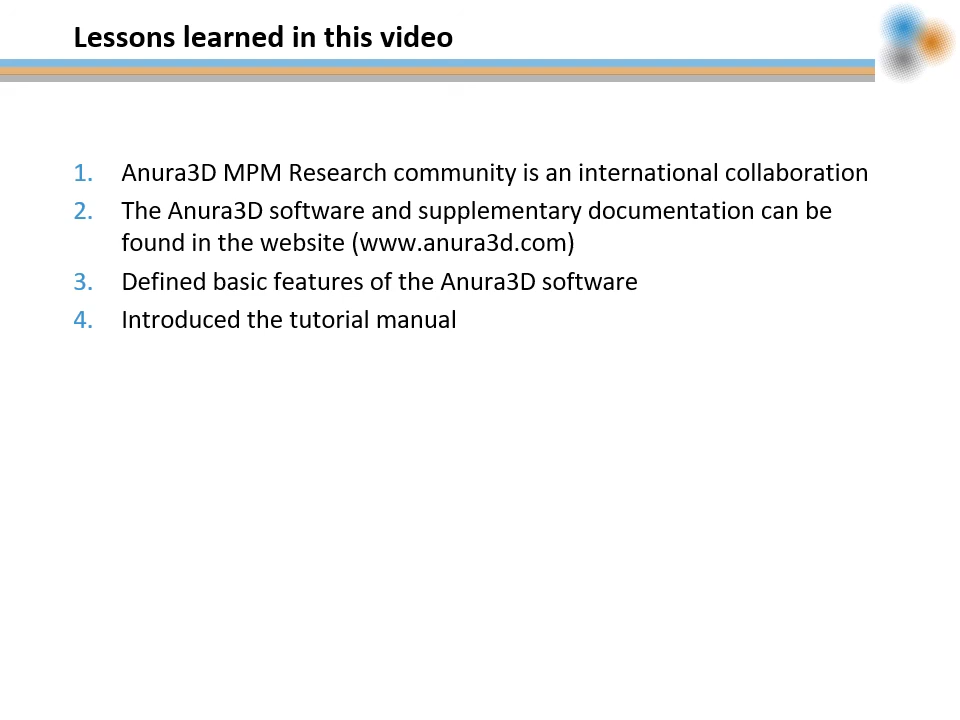 Lessons learned in this video
1. Anura3D MPM Research community is an international collaboration
2. The Anura3D software and supplementary documentation can be
found in the website (www.anura3d.com)
3. Defined basic features of the Anura3D software
4. Introduced the tutorial manual